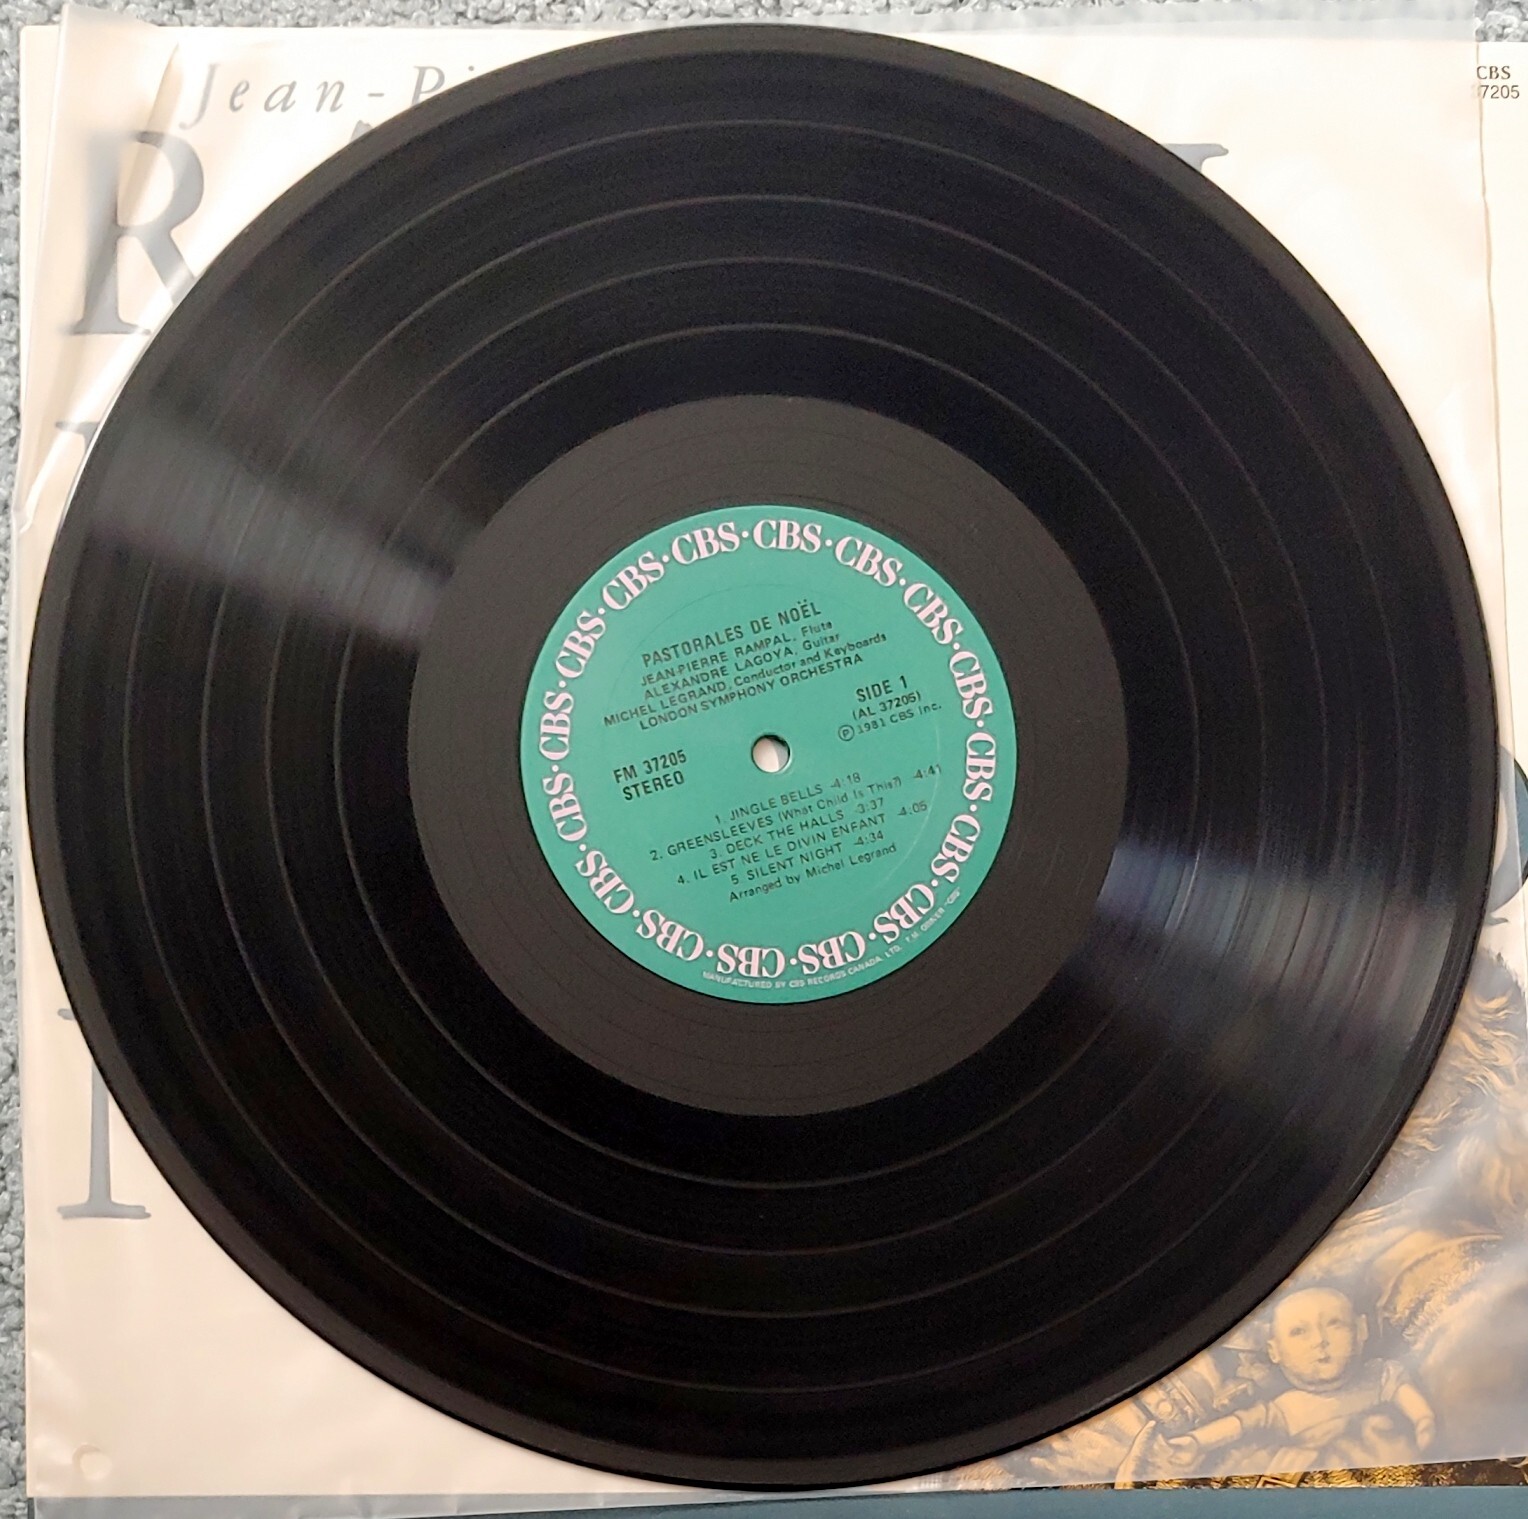 Jean-Pi
R
CBS
37205
CBS·CBS·CBS·CBS·CBS·CBS·CBS·CBS·CBS·CBS·CBS·CBS·CBS·CBS·CBS·CBS·CBS·CBS
PASTORALES DE NOËL
JEAN-PIERRE RAMPAL, Flute
ALEXANDRE LAGOYA, Guitar
MICHEL LEGRAND, Conductor and Keyboards
LONDON SYMPHONY ORCHESTRA
SIDE 1
(AL 37205)
℗1981 CBS Inc.
FM 37205
STEREO
1. JINGLE BELLS -4:18
2. GREENSLEEVES (What Child Is This?) -4:41
3. DECK THE HALLS -3:37
4. IL EST NE LE DIVIN ENFANT -4:05
5. SILENT NIGHT -4:34
Arranged by Michel Legrand
MANUFACTURED BY CBS RECORDS CANADA LTD.